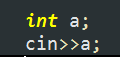 int a;
cin>>a;